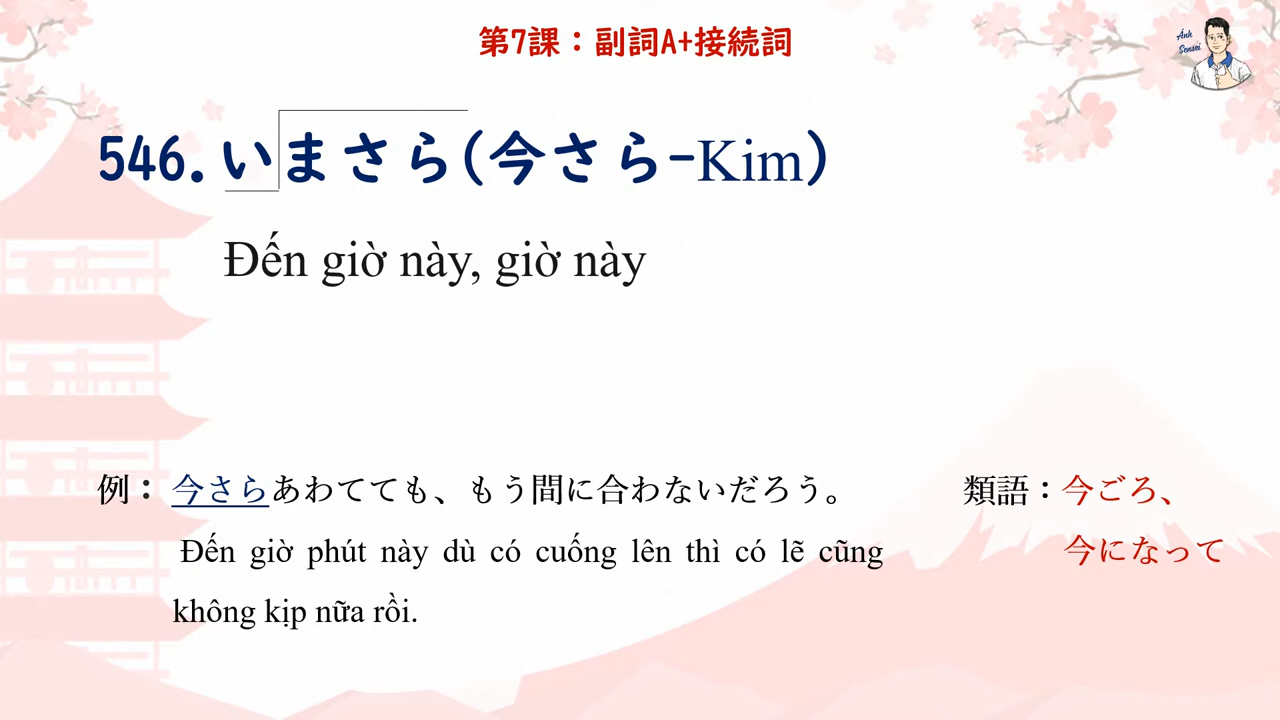 第7課：副詞A+接続詞
Anh
Sensei
546. いまさら(今さら-Kim)
Đến giờ này, giờ này
例： 今さらあわてても、もう間に合わないだろう。
Đến giờ phút này dù có cuống lên thì có lẽ cũng
không kịp nữa rồi.
類語：今ごろ、
今になって